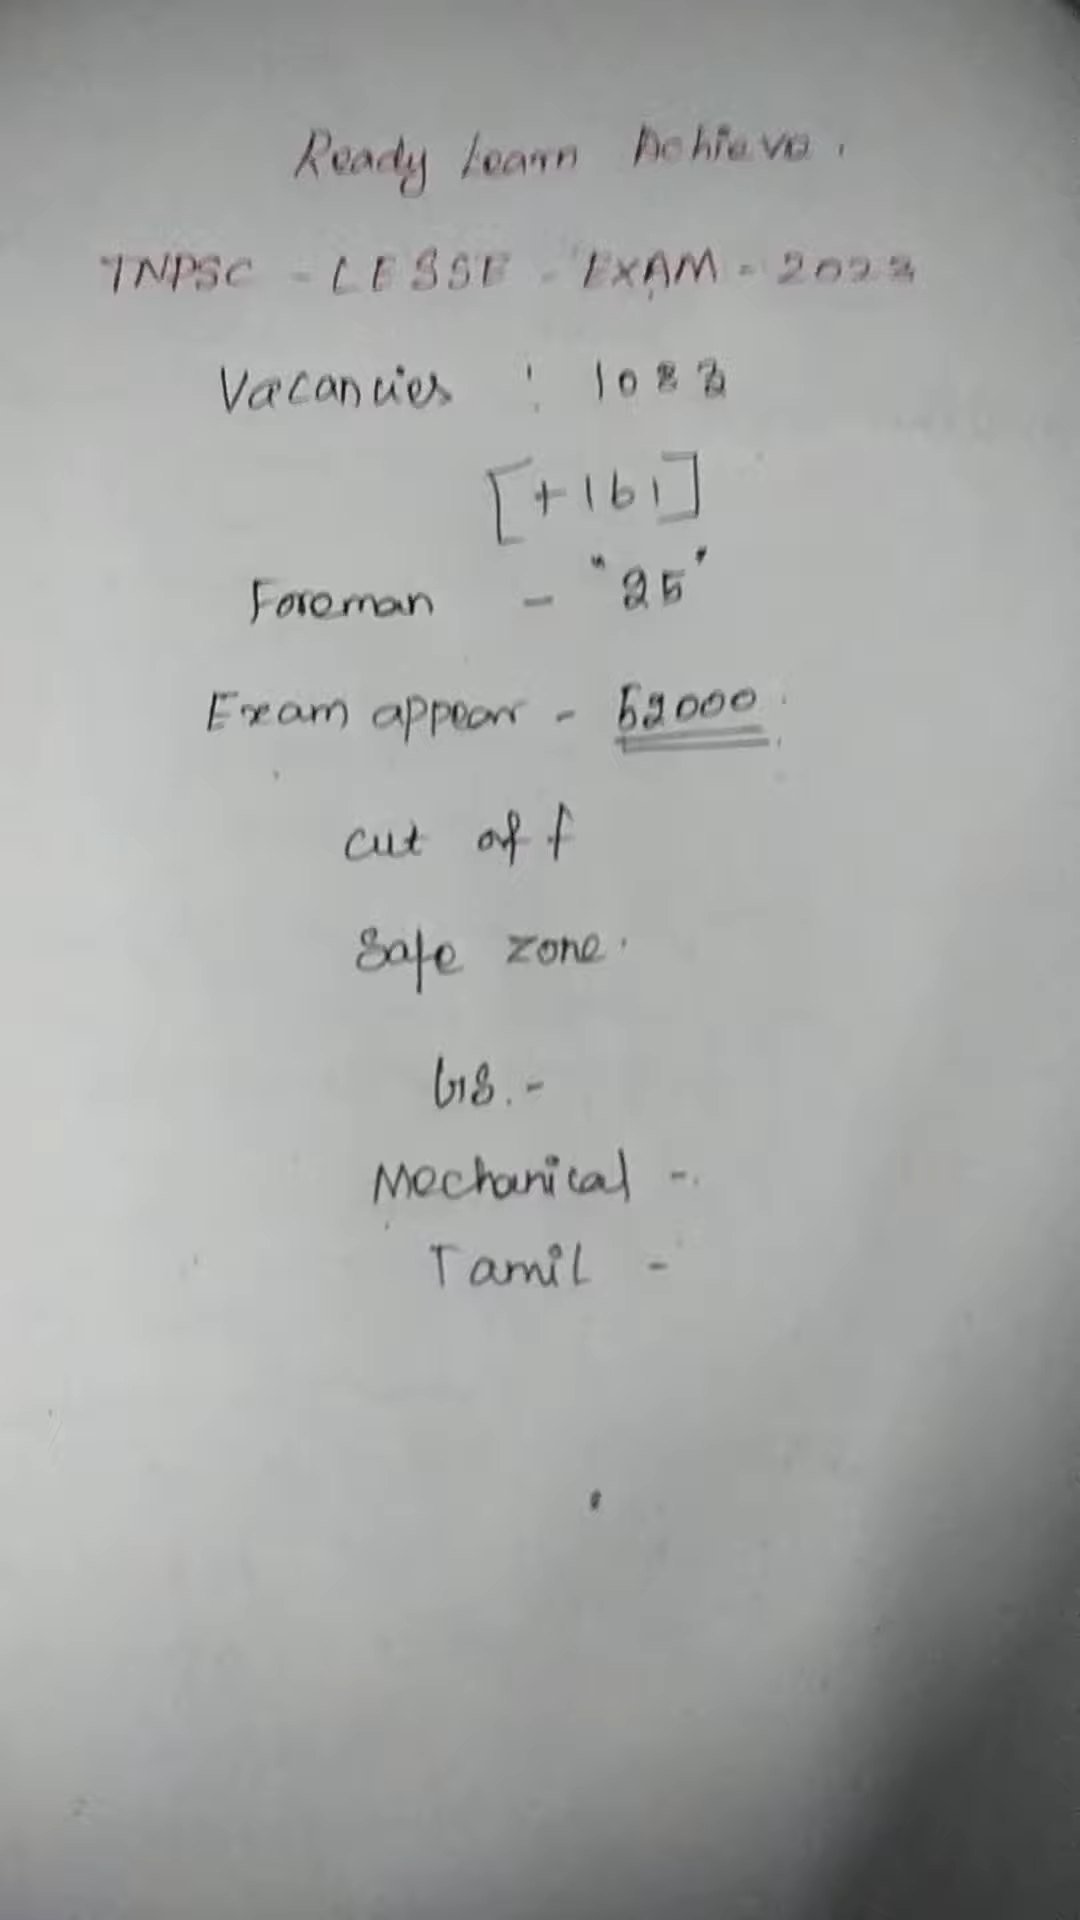 Ready Learn Achieve.
TNPSC - CESSE - EXAM - 2023
Vacancies : 1083
[+161]
Foreman - "25"
Exam appear - 52000.
cut off
Safe zone.
GS. -
Mechanical -
Tamil -